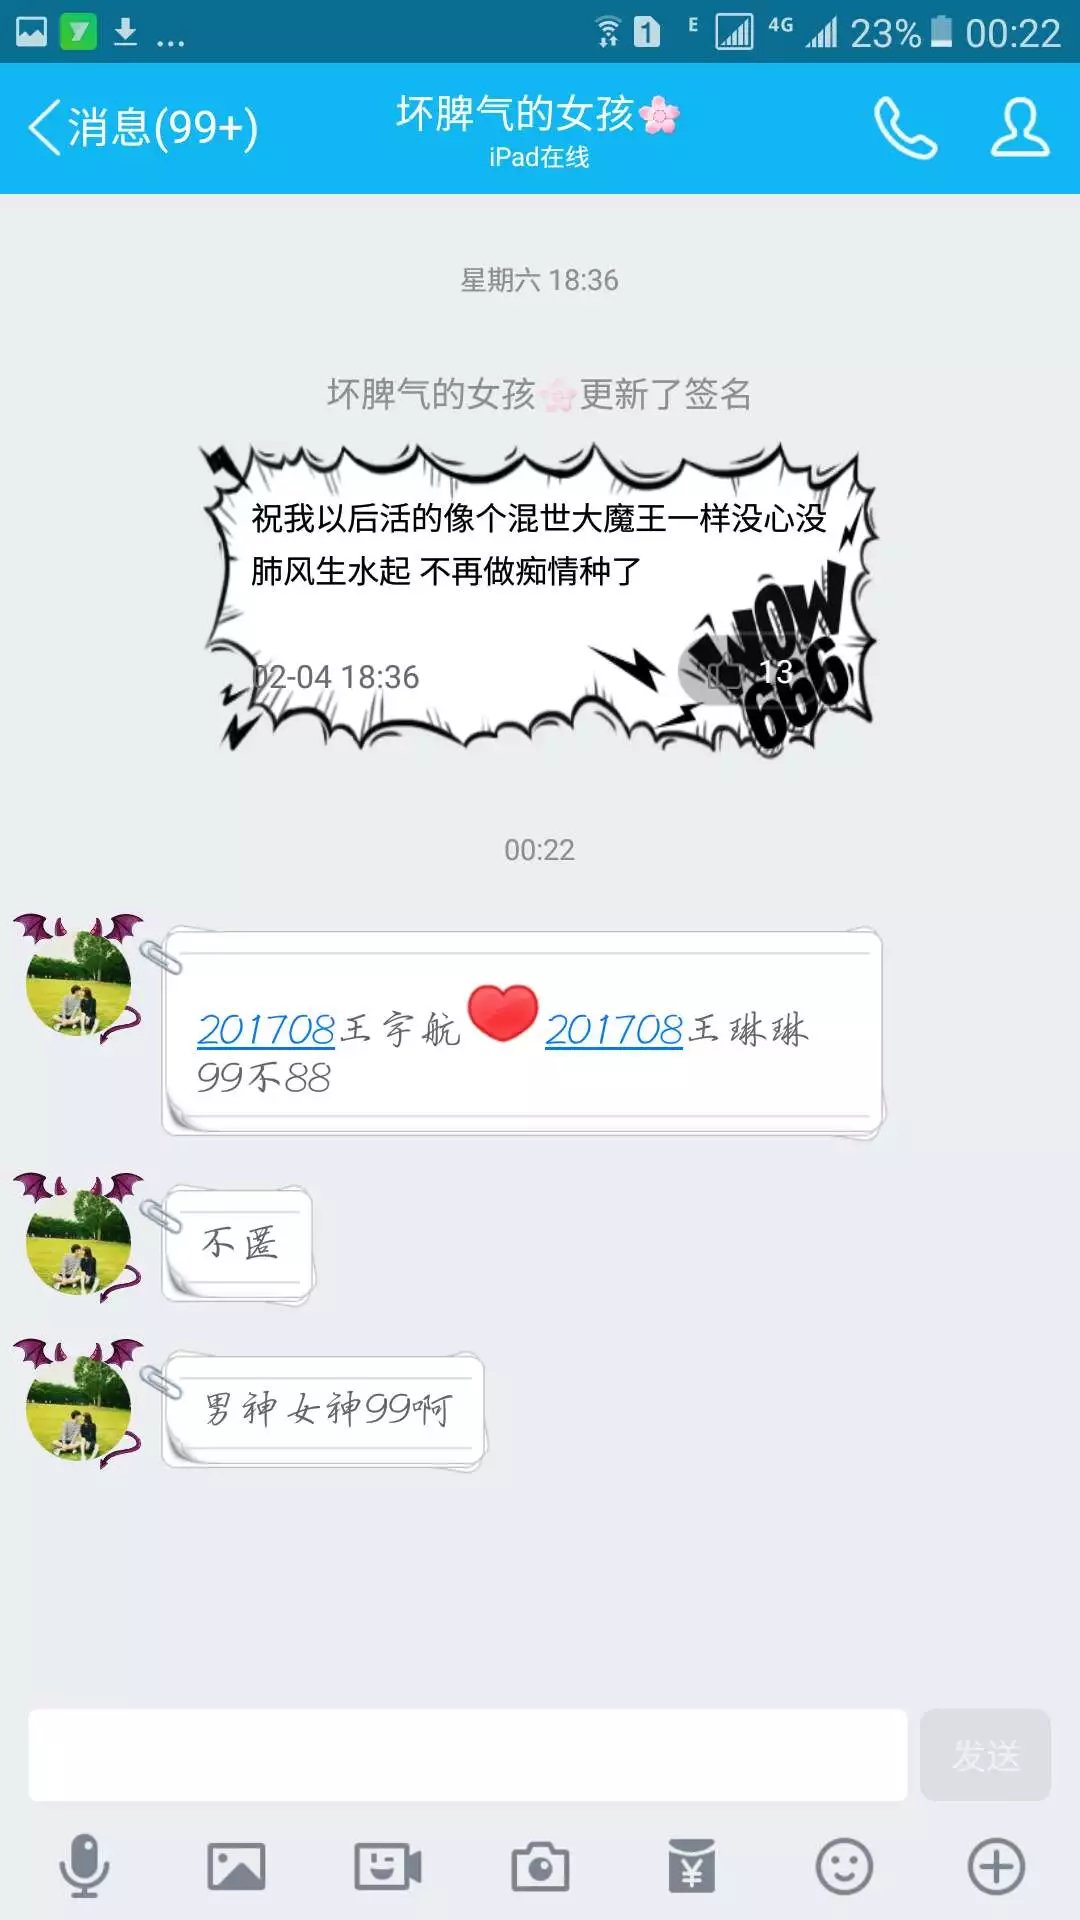 1 E 4G 23% 00:22
消息(99+)
坏脾气的女孩🌸
iPad在线
星期六 18:36
坏脾气的女孩🌸更新了签名
祝我以后活的像个混世大魔王一样没心没
肺风生水起 不再做痴情种了
WOW
666
02-04 18:36
13
00:22
201708王宇航❤201708王琳琳
99不88
不匿
男神女神99啊
发送